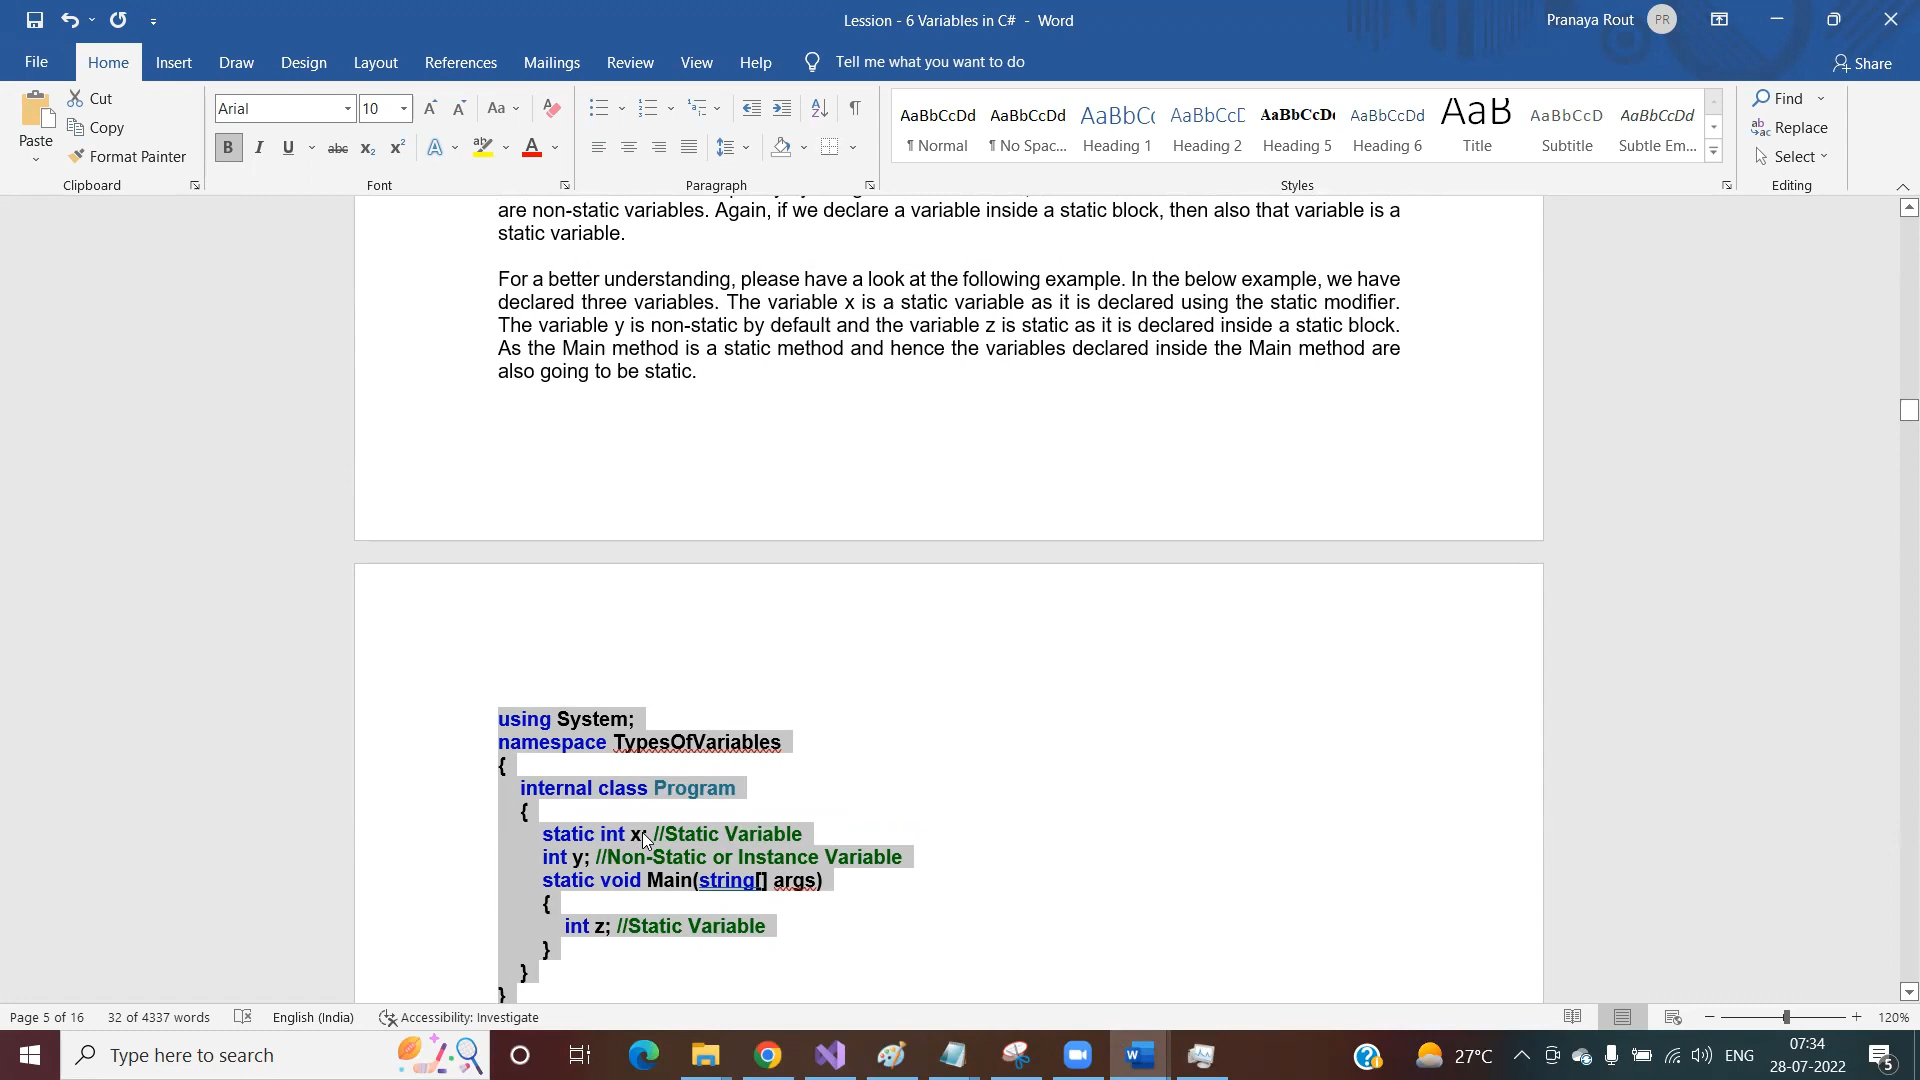 Lession - 6 Variables in C# - Word
Pranaya Rout
PR
File
Home
Insert
Draw
Design
Layout
References
Mailings
Review
View
Help
Tell me what you want to do
Share
Paste
Cut
Copy
Format Painter
Clipboard
Arial
10
Font
Paragraph
AaBbCcDd
¶ Normal
AaBbCcDd
¶ No Spac...
AaBbC(
Heading 1
AaBbCcE
Heading 2
AaBbCcD(
Heading 5
AaBbCcDd
Heading 6
AaB
Title
AaBbCcD
Subtitle
AaBbCcDd
Subtle Em...
Styles
Find
Replace
Select
Editing
are non-static variables. Again, if we declare a variable inside a static block, then also that variable is a
static variable.
For a better understanding, please have a look at the following example. In the below example, we have
declared three variables. The variable x is a static variable as it is declared using the static modifier.
The variable y is non-static by default and the variable z is static as it is declared inside a static block.
As the Main method is a static method and hence the variables declared inside the Main method are
also going to be static.
using System;
namespace TypesOfVariables
{
internal class Program
{
static int x; //Static Variable
int y; //Non-Static or Instance Variable
static void Main(string[] args)
{
int z; //Static Variable
}
}
}
Page 5 of 16
32 of 4337 words
English (India)
Accessibility: Investigate
120%
Type here to search
27°C
ENG
07:34
28-07-2022
5